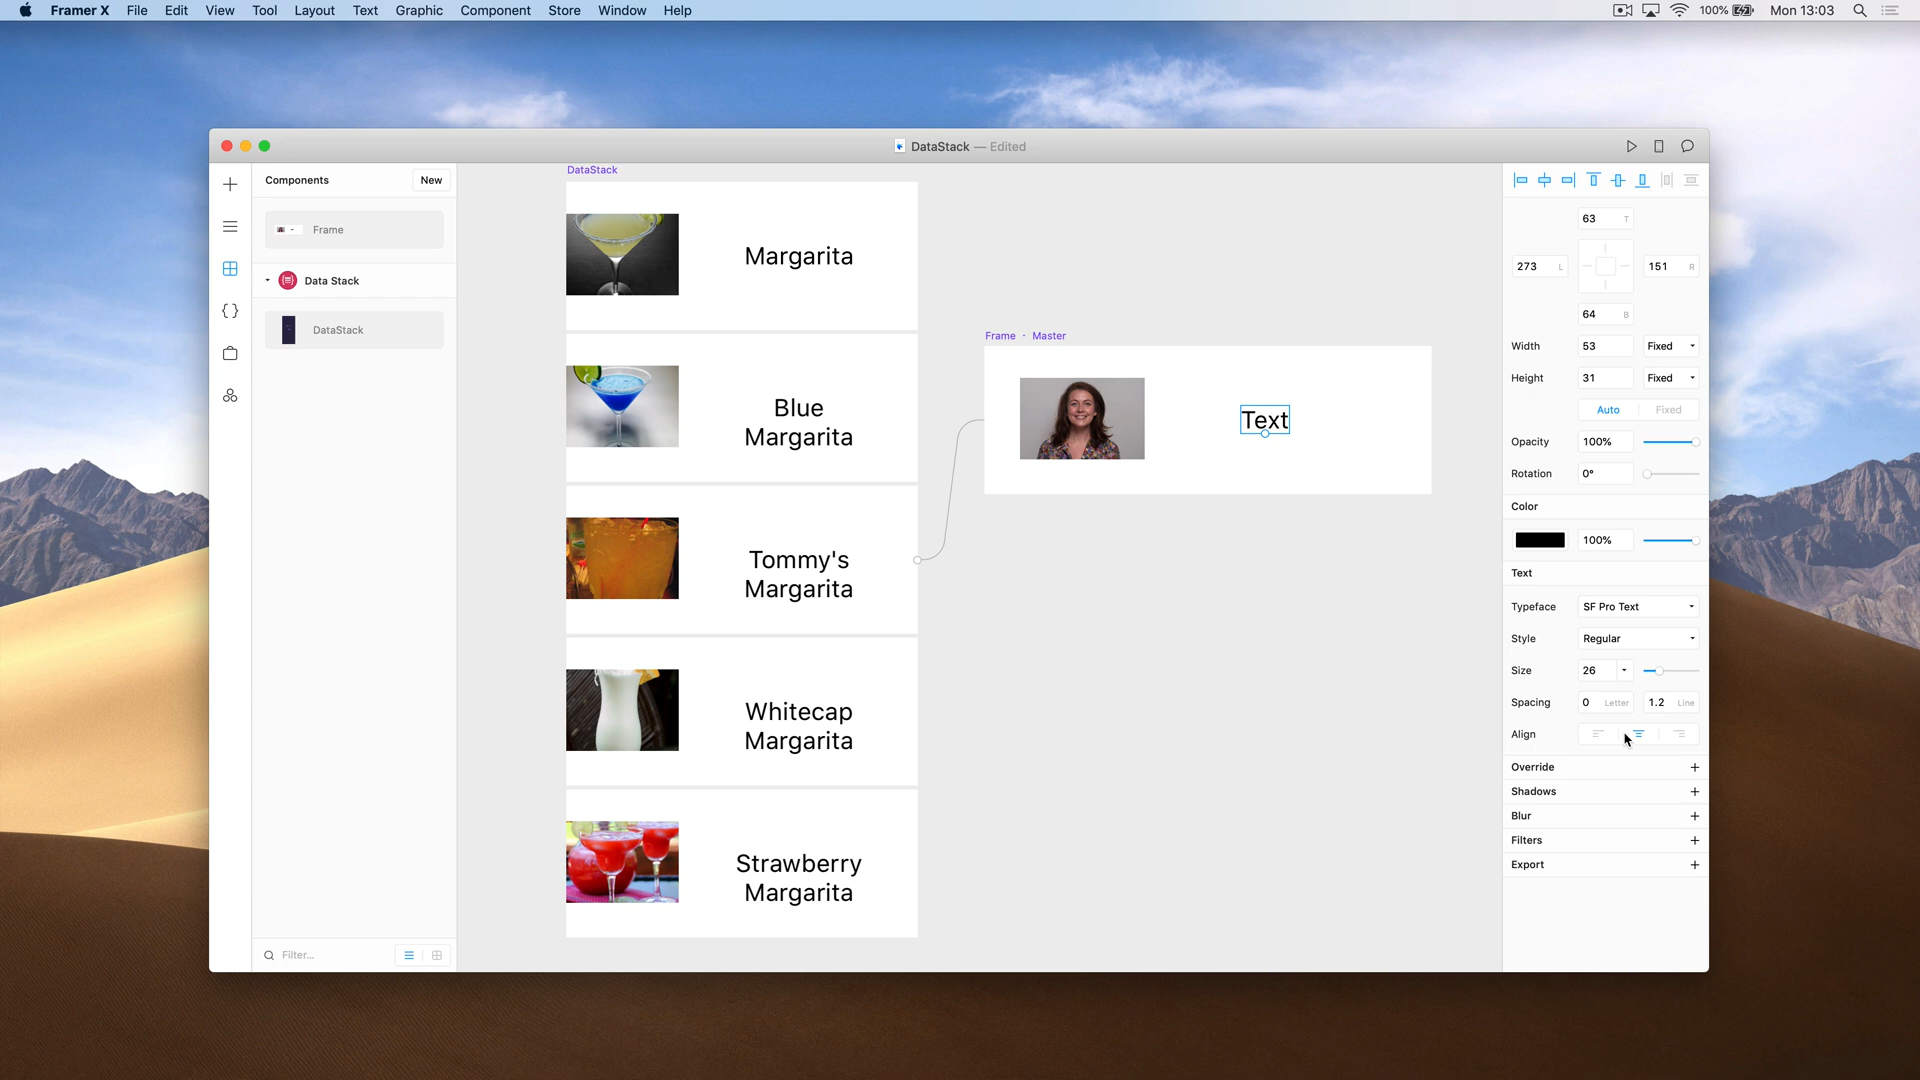 Framer X File Edit View Tool Layout Text Graphic Component Store Window Help 100% Mon 13:03
DataStack — Edited
Components New
Frame
Data Stack
DataStack
Filter...
DataStack
Margarita
Blue
Margarita
Tommy's
Margarita
Whitecap
Margarita
Strawberry
Margarita
Frame · Master
Text
63 T
273 L 151 R
64 B
Width 53 Fixed
Height 31 Fixed
Auto Fixed
Opacity 100%
Rotation 0°
Color
100%
Text
Typeface SF Pro Text
Style Regular
Size 26
Spacing 0 Letter 1.2 Line
Align
Override
Shadows
Blur
Filters
Export